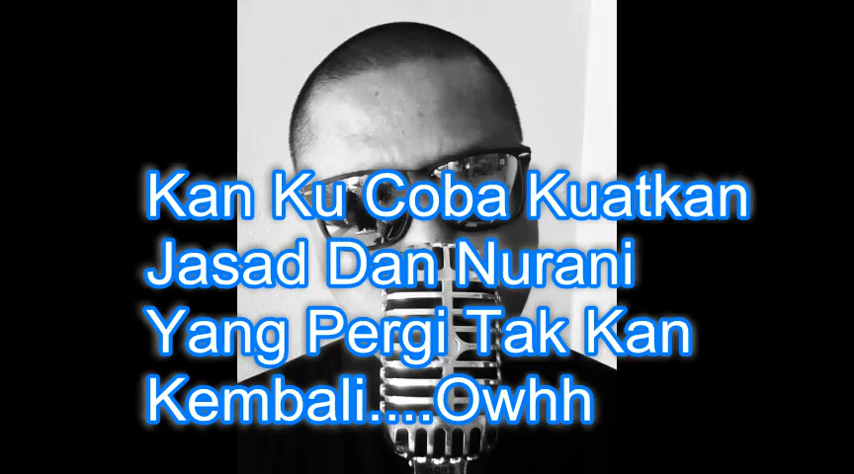 Kan Ku Coba Kuatkan
Jasad Dan Nurani
Yang Pergi Tak Kan
Kembali....Owhh